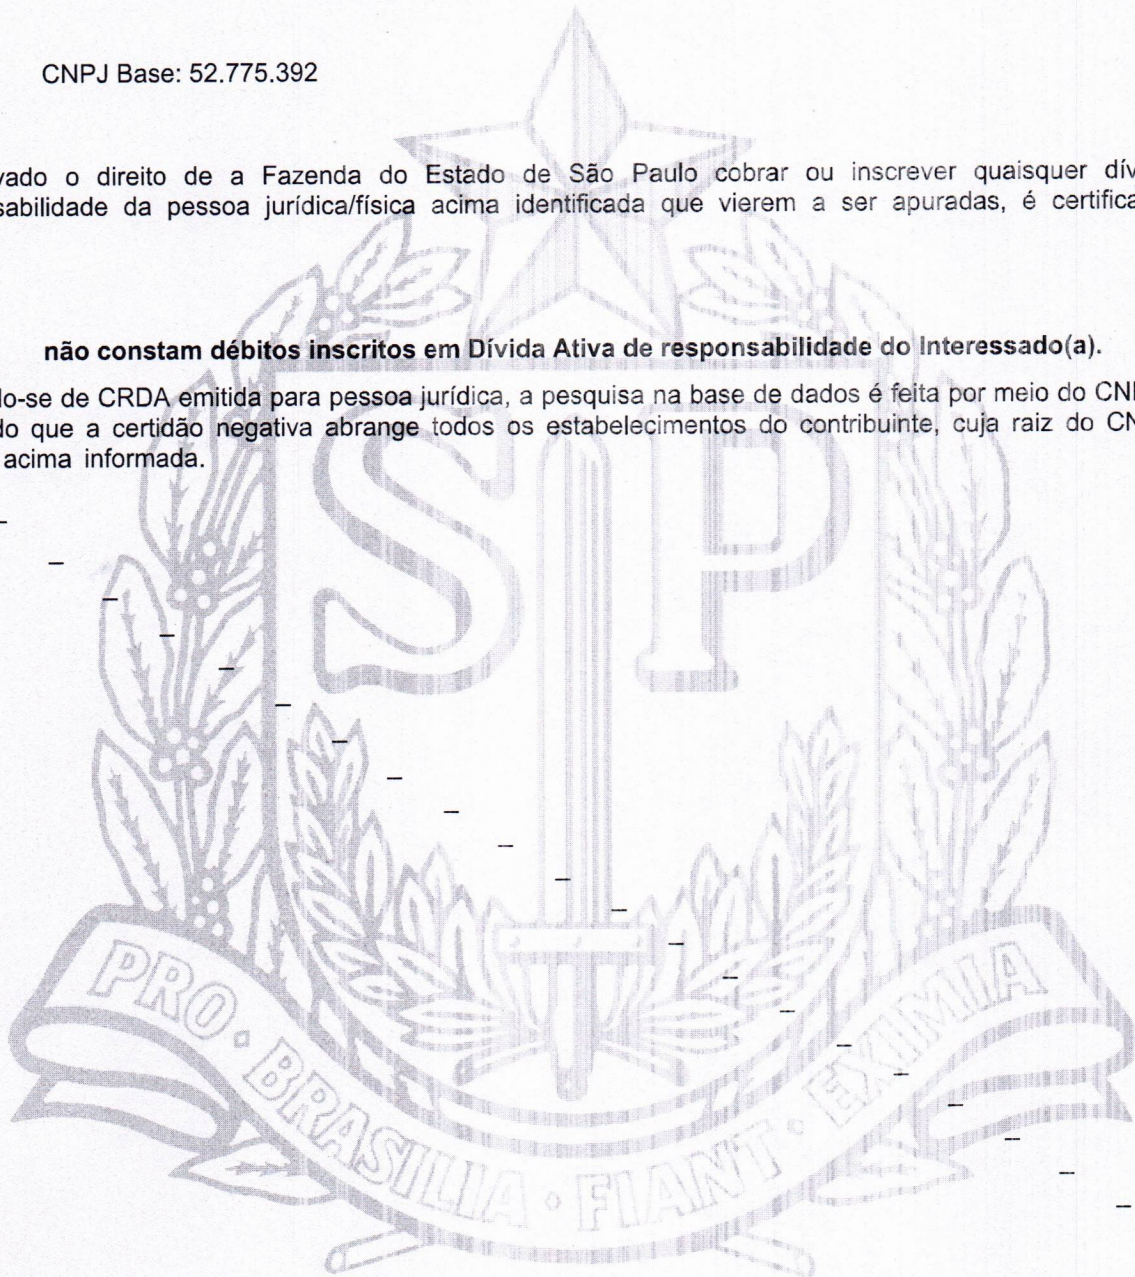 CNPJ Base: 52.775.392
vado o direito de a Fazenda do Estado de São Paulo cobrar ou inscrever quaisquer dív
sabilidade da pessoa jurídica/física acima identificada que vierem a ser apuradas, é certifica
não constam débitos inscritos em Dívida Ativa de responsabilidade do Interessado(a).
do-se de CRDA emitida para pessoa jurídica, a pesquisa na base de dados é feita por meio do CN
do que a certidão negativa abrange todos os estabelecimentos do contribuinte, cuja raiz do CN
acima informada.
SP
PRO · BRASILIA · FIANT · EXIMIA